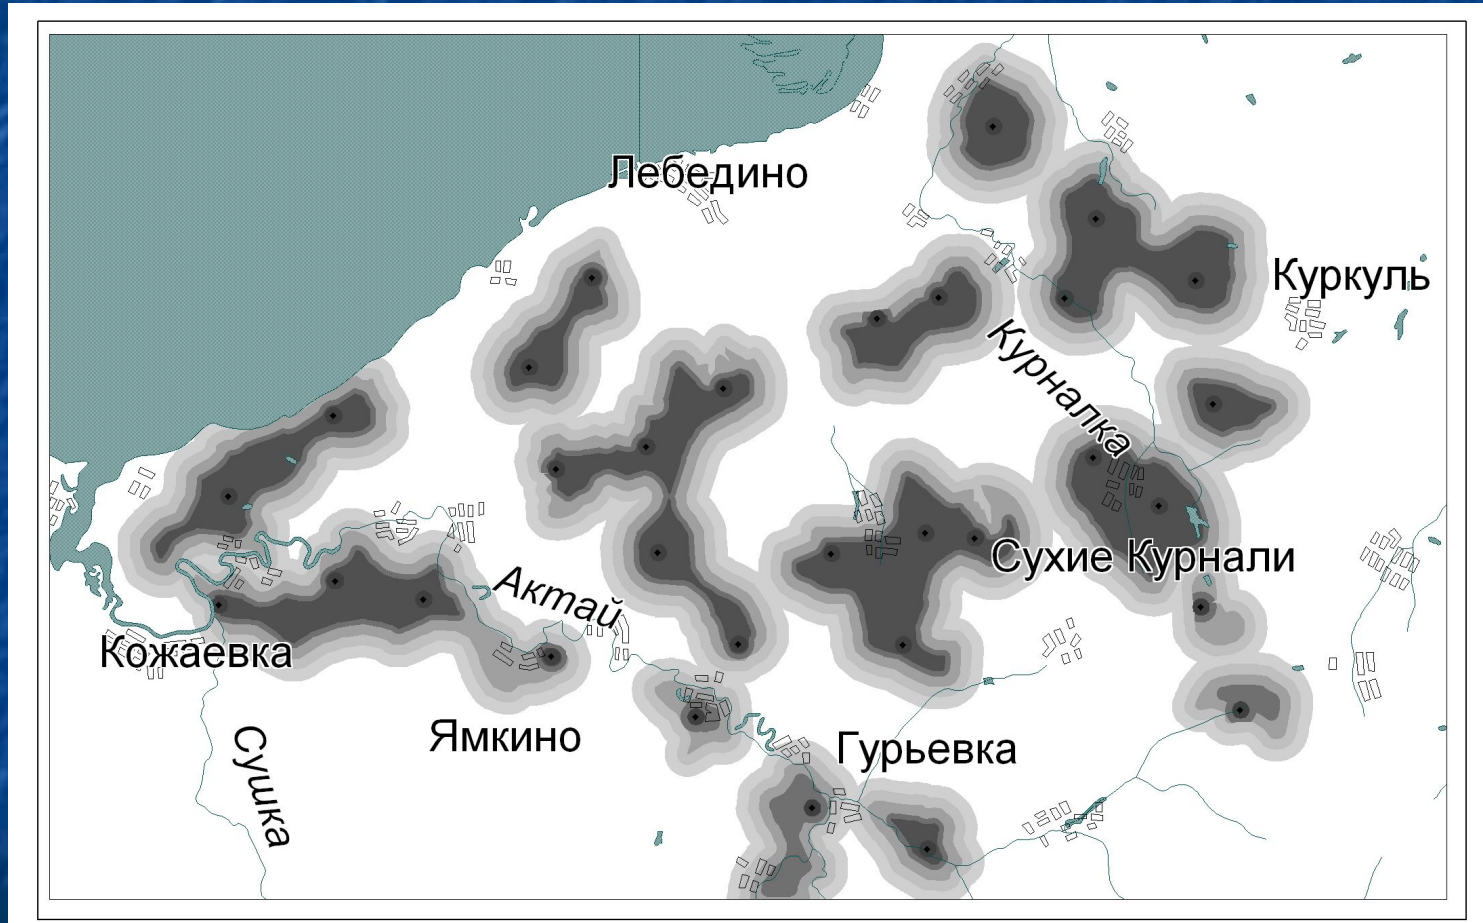 Лебедино
Куркуль
Курналка
Сухие Курнали
Актай
Кожаевка
Ямкино
Гурьевка
Сушка